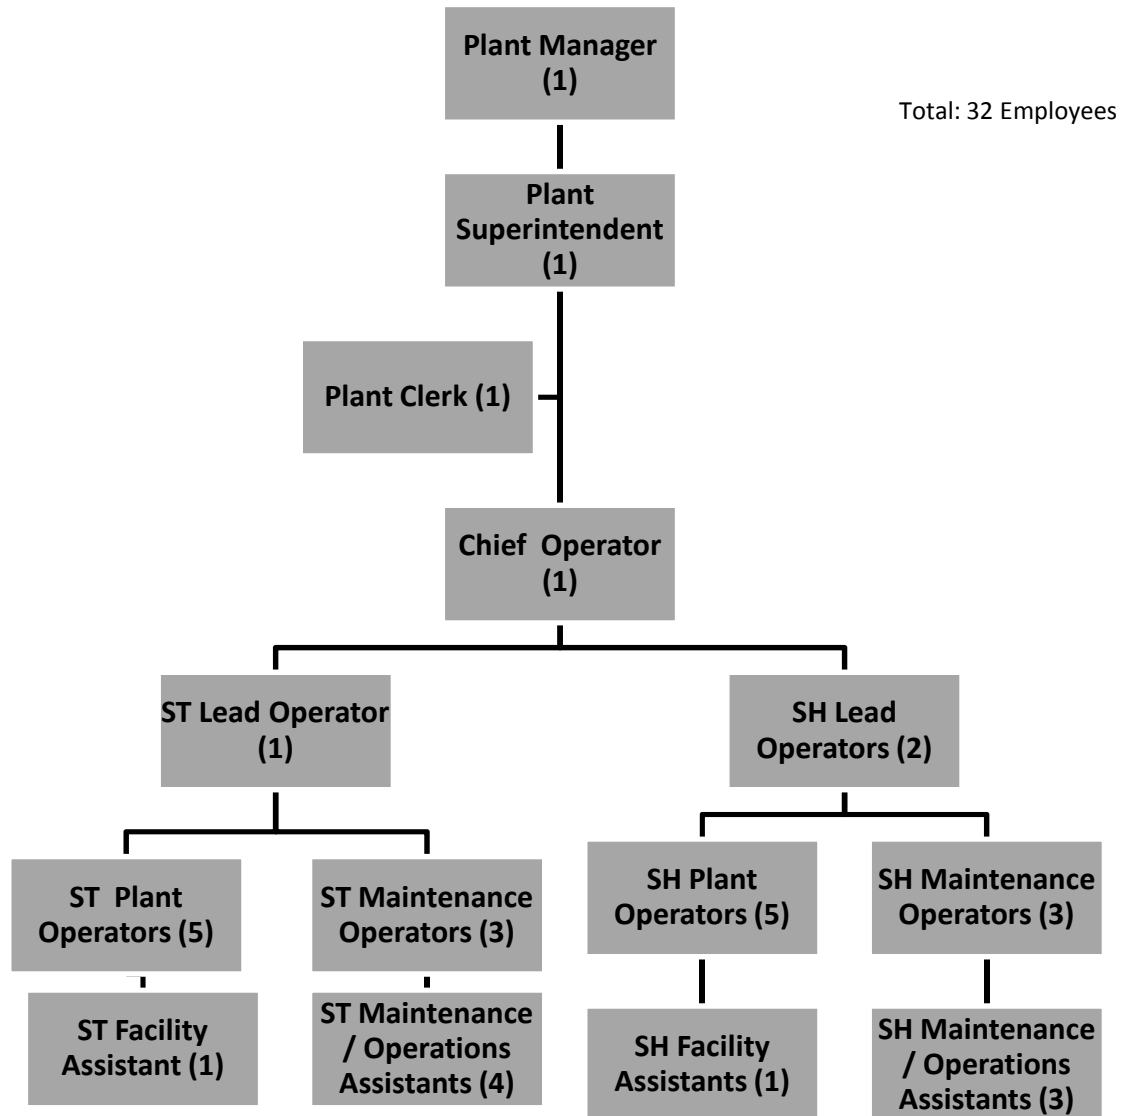 Plant Manager
(1)
Total: 32 Employees
Plant
Superintendent
(1)
Plant Clerk (1)
Chief  Operator
(1)
ST Lead Operator
(1)
SH Lead
Operators (2)
ST  Plant
Operators (5)
ST Maintenance
Operators (3)
SH Plant
Operators (5)
SH Maintenance
Operators (3)
ST Facility
Assistant (1)
ST Maintenance
/ Operations
Assistants (4)
SH Facility
Assistants (1)
SH Maintenance
/ Operations
Assistants (3)